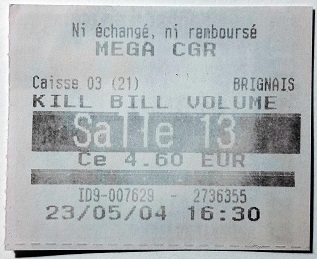 Ni échangé, ni remboursé
MEGA CGR
Caisse 03 (21) BRIGNAIS
KILL BILL VOLUME
Salle 13
Ce 4.60 EUR
ID9-007629 - 2736355
23/05/04 16:30